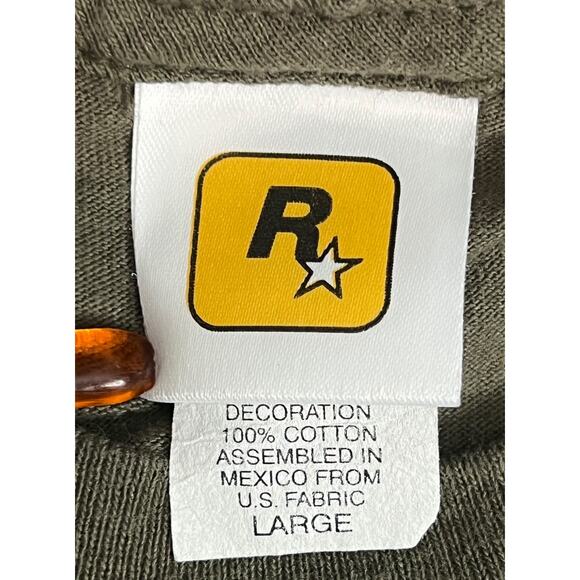 R
DECORATION
100% COTTON
ASSEMBLED IN
MEXICO FROM
U.S. FABRIC
LARGE